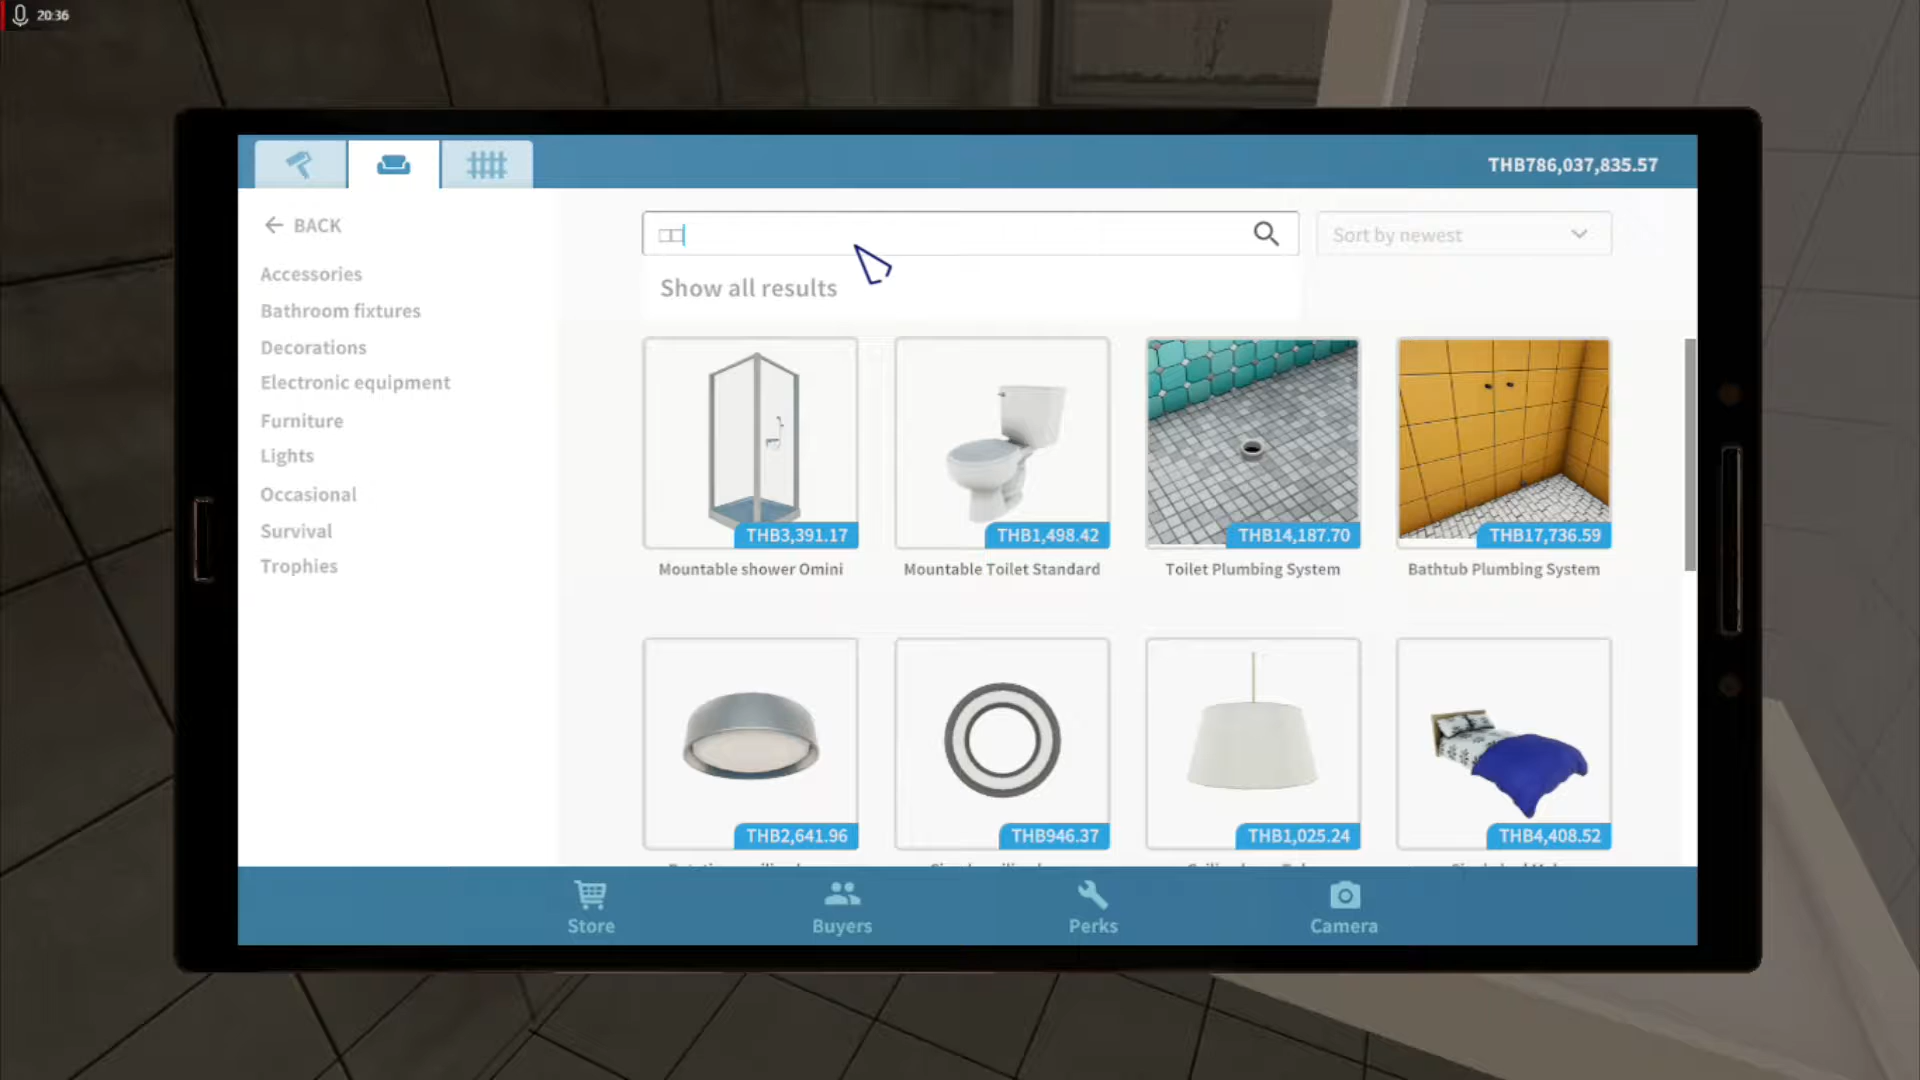 20:36
THB786,037,835.57
BACK
Sort by newest
Show all results
Accessories
Bathroom fixtures
Decorations
Electronic equipment
Furniture
Lights
Occasional
Survival
Trophies
THB3,391.17
THB1,498.42
THB14,187.70
THB17,736.59
Mountable shower Omini
Mountable Toilet Standard
Toilet Plumbing System
Bathtub Plumbing System
THB2,641.96
THB946.37
THB1,025.24
THB4,408.52
Store
Buyers
Perks
Camera